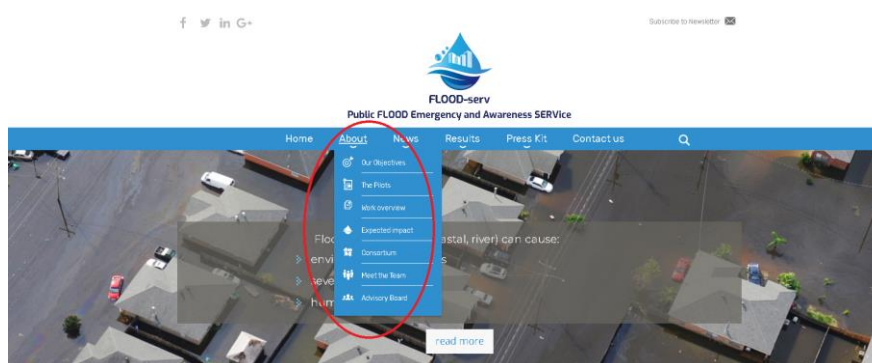 f in G+
Subscribe to Newsletter
FLOOD-serv
Public FLOOD Emergency and Awareness SERVice
Home About News Results Press Kit Contact us
Our Objectives
The Pilots
Work overview
Expected impact
Consortium
Meet the Team
Advisory Board
Floo astal, river) can cause:
envi s
seve
hum
read more